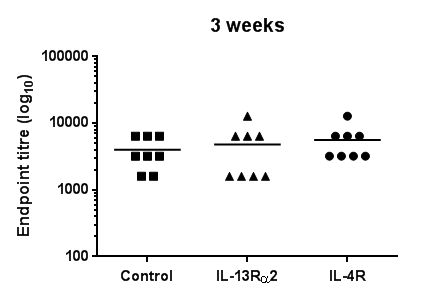 3 weeks
Endpoint titre (log10)
100000
10000
1000
100
Control IL-13Rα2 IL-4R